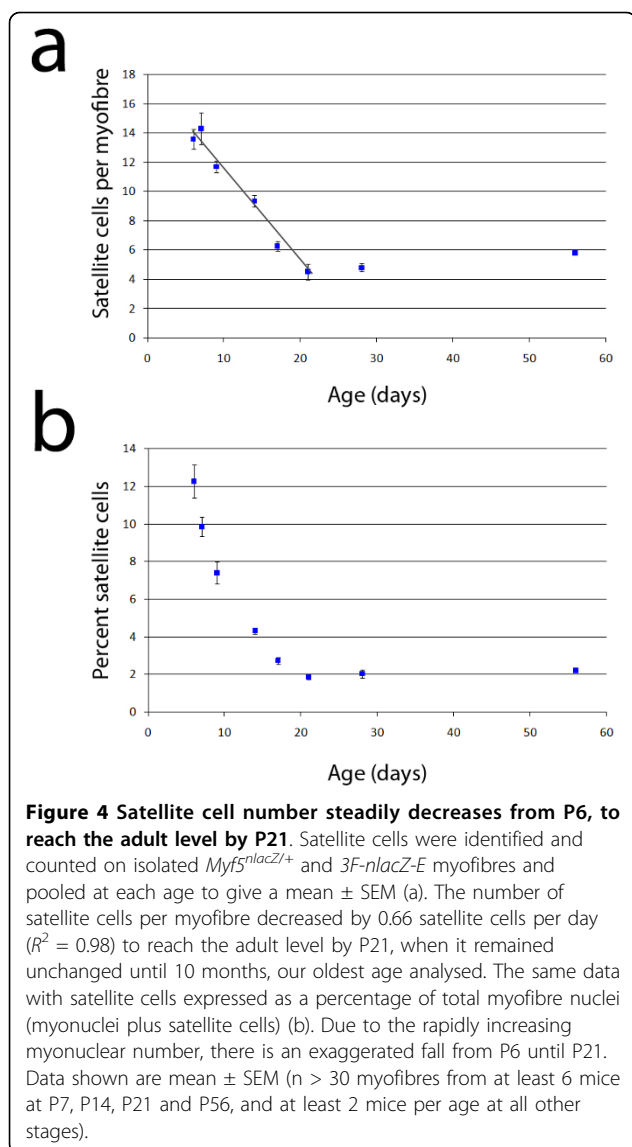 a
Satellite cells per myofibre
18
16
14
12
10
8
6
4
2
0
0 10 20 30 40 50 60
Age (days)
b
Percent satellite cells
14
12
10
8
6
4
2
0
0 10 20 30 40 50 60
Age (days)
Figure 4 Satellite cell number steadily decreases from P6, to
reach the adult level by P21. Satellite cells were identified and
counted on isolated Myf5nlacZ/+ and 3F-nlacZ-E myofibres and
pooled at each age to give a mean ± SEM (a). The number of
satellite cells per myofibre decreased by 0.66 satellite cells per day
(R² = 0.98) to reach the adult level by P21, when it remained
unchanged until 10 months, our oldest age analysed. The same data
with satellite cells expressed as a percentage of total myofibre nuclei
(myonuclei plus satellite cells) (b). Due to the rapidly increasing
myonuclear number, there is an exaggerated fall from P6 until P21.
Data shown are mean ± SEM (n > 30 myofibres from at least 6 mice
at P7, P14, P21 and P56, and at least 2 mice per age at all other
stages).